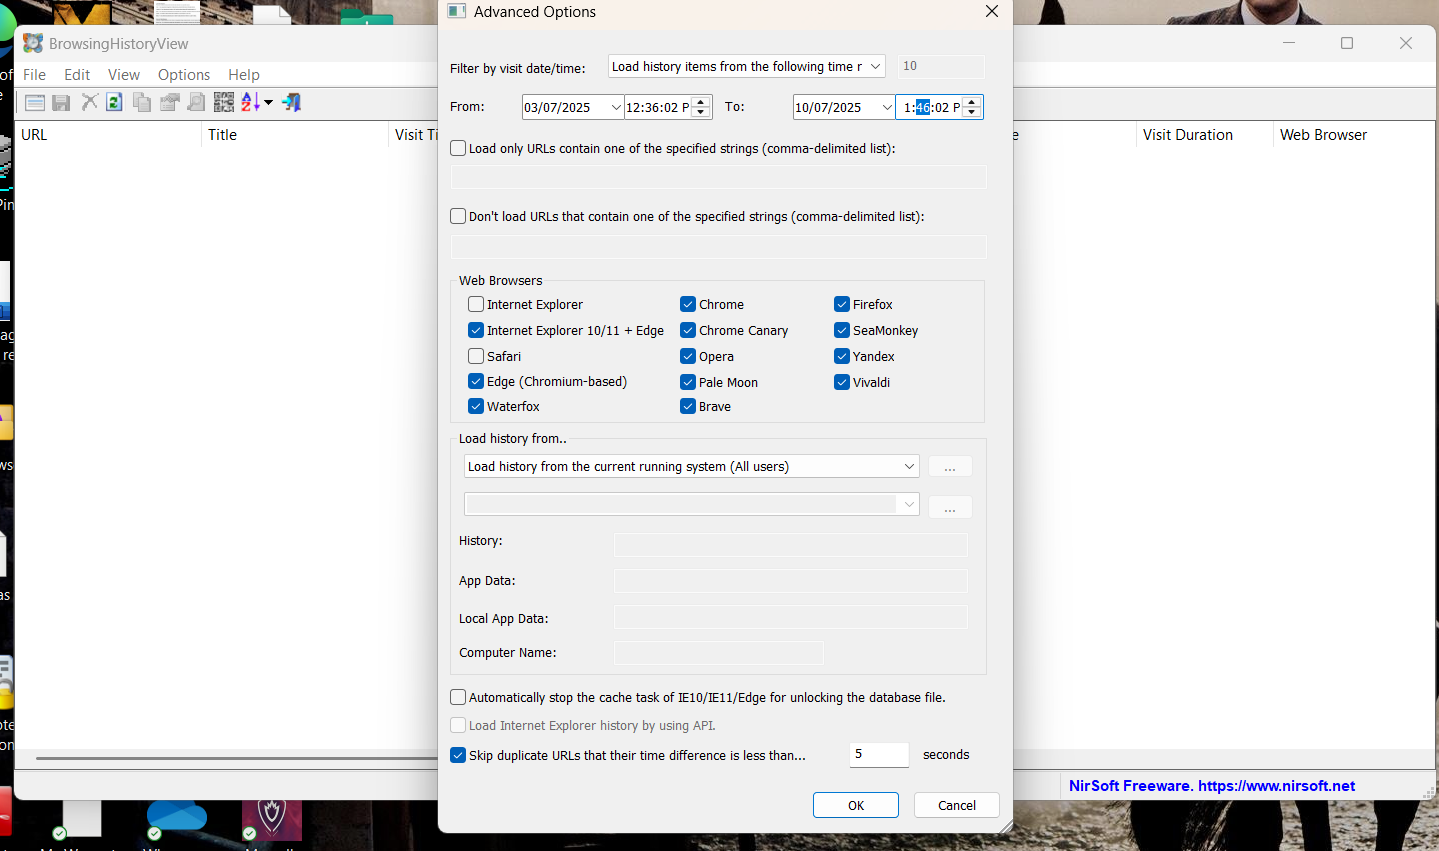 Advanced Options
BrowsingHistoryView
File Edit View Options Help
Filter by visit date/time: Load history items from the following time r 10
From: 03/07/2025 12:36:02 P To: 10/07/2025 1:46:02 P
URL Title Visit Ti e Visit Duration Web Browser
Load only URLs contain one of the specified strings (comma-delimited list):
Don't load URLs that contain one of the specified strings (comma-delimited list):
Web Browsers
Internet Explorer Chrome Firefox
Internet Explorer 10/11 + Edge Chrome Canary SeaMonkey
Safari Opera Yandex
Edge (Chromium-based) Pale Moon Vivaldi
Waterfox Brave
Load history from..
Load history from the current running system (All users) ...
...
History:
App Data:
Local App Data:
Computer Name:
Automatically stop the cache task of IE10/IE11/Edge for unlocking the database file.
Load Internet Explorer history by using API.
Skip duplicate URLs that their time difference is less than... 5 seconds
NirSoft Freeware. https://www.nirsoft.net
OK Cancel